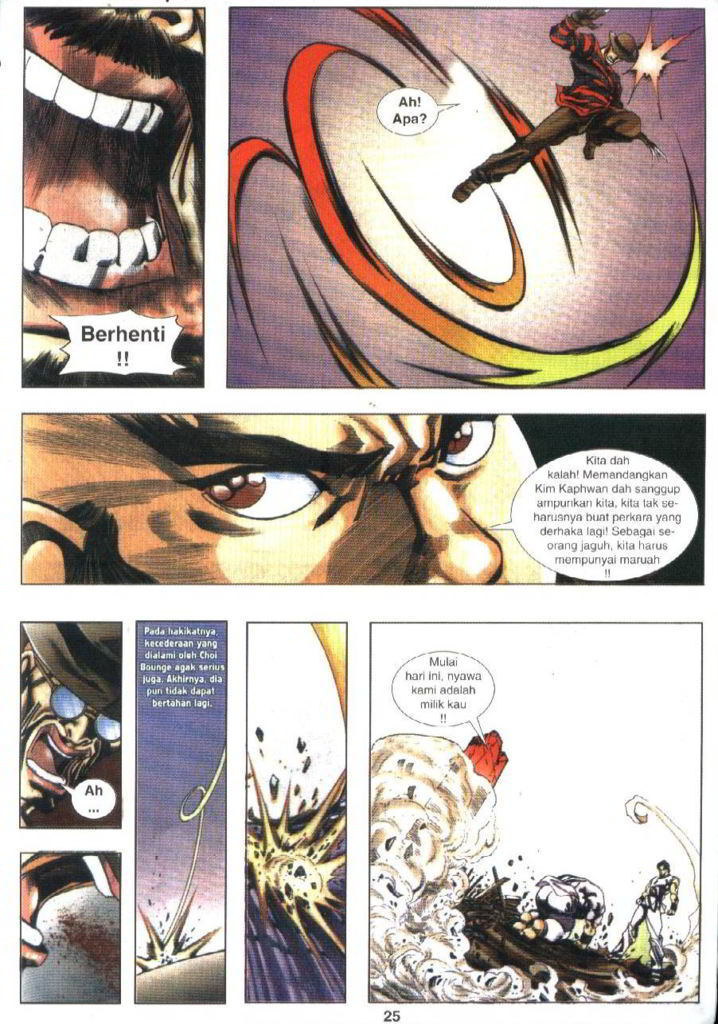 Berhenti
!!
Ah!
Apa?
Kita dah
kalah! Memandangkan
Kim Kaphwan dah sanggup
ampunkan kita, kita tak se-
harusnya buat perkara yang
derhaka lagi! Sebagai se-
orang jaguh, kita harus
mempunyai maruah
!!
Ah
...
Pada hakikatnya,
kecederaan yang
dialami oleh Choi
Bounge agak serius
juga. Akhirnya, dia
pun tidak dapat
bertahan lagi.
Mulai
hari ini, nyawa
kami adalah
milik kau
!!
25